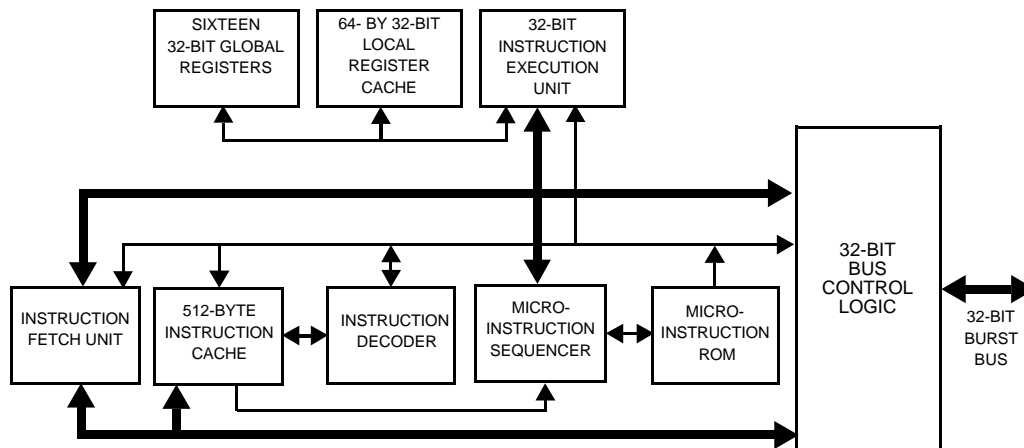 SIXTEEN
32-BIT GLOBAL
REGISTERS
64- BY 32-BIT
LOCAL
REGISTER
CACHE
32-BIT
INSTRUCTION
EXECUTION
UNIT
INSTRUCTION
FETCH UNIT
512-BYTE
INSTRUCTION
CACHE
INSTRUCTION
DECODER
MICRO-
INSTRUCTION
SEQUENCER
MICRO-
INSTRUCTION
ROM
32-BIT
BUS
CONTROL
LOGIC
32-BIT
BURST
BUS